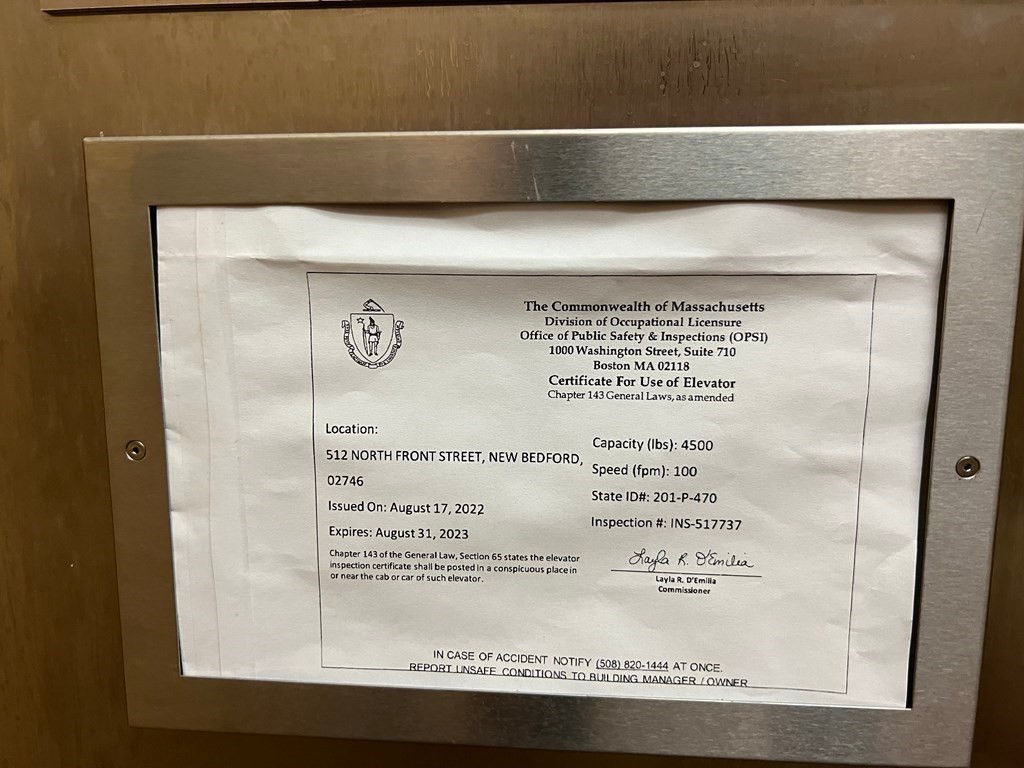 The Commonwealth of Massachusetts
Division of Occupational Licensure
Office of Public Safety & Inspections (OPSI)
1000 Washington Street, Suite 710
Boston MA 02118
Certificate For Use of Elevator
Chapter 143 General Laws, as amended
Location:
512 NORTH FRONT STREET, NEW BEDFORD,
02746
Issued On: August 17, 2022
Expires: August 31, 2023
Chapter 143 of the General Law, Section 65 states the elevator
inspection certificate shall be posted in a conspicuous place in
or near the cab or car of such elevator.
Capacity (lbs): 4500
Speed (fpm): 100
State ID#: 201-P-470
Inspection #: INS-517737
Layla R. D'Emilia
Layla R. D'Emilia
Commissioner
IN CASE OF ACCIDENT NOTIFY (508) 820-1444 AT ONCE.
REPORT UNSAFE CONDITIONS TO BUILDING MANAGER / OWNER